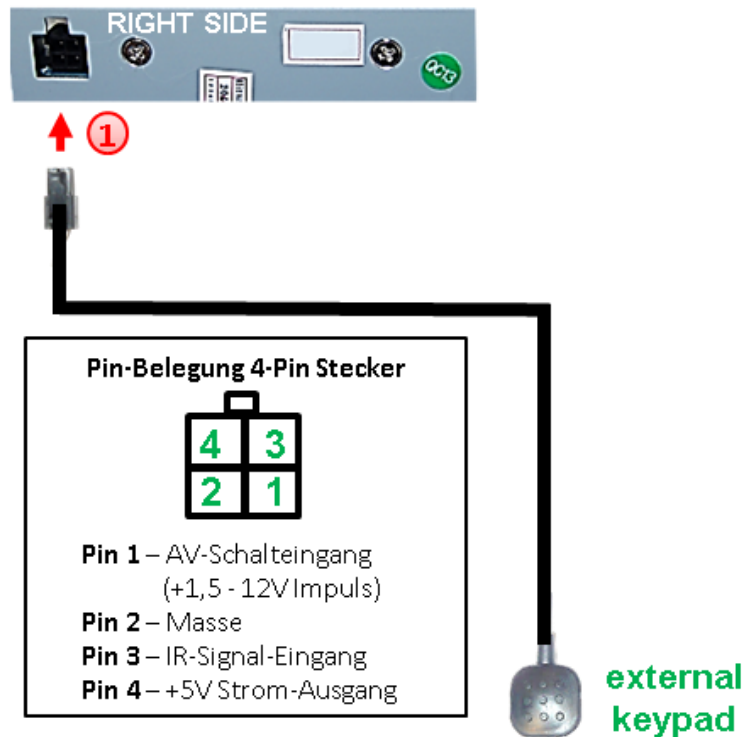 RIGHT SIDE
QC13
1
Pin-Belegung 4-Pin Stecker
4 3
2 1
Pin 1 – AV-Schalteingang
(+1,5 - 12V Impuls)
Pin 2 – Masse
Pin 3 – IR-Signal-Eingang
Pin 4 – +5V Strom-Ausgang
external
keypad